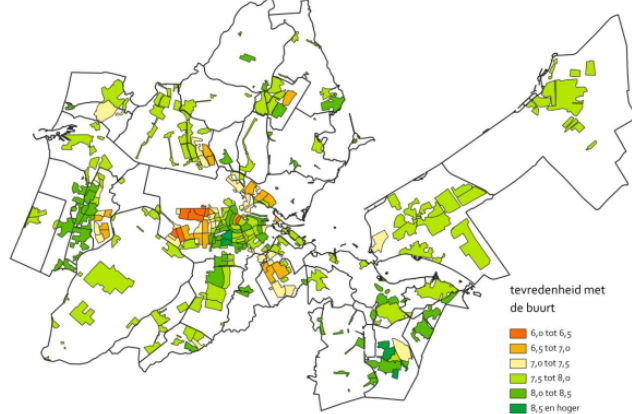 tevredenheid met
de buurt
6,0 tot 6,5
6,5 tot 7,0
7,0 tot 7,5
7,5 tot 8,0
8,0 tot 8,5
8,5 en hoger